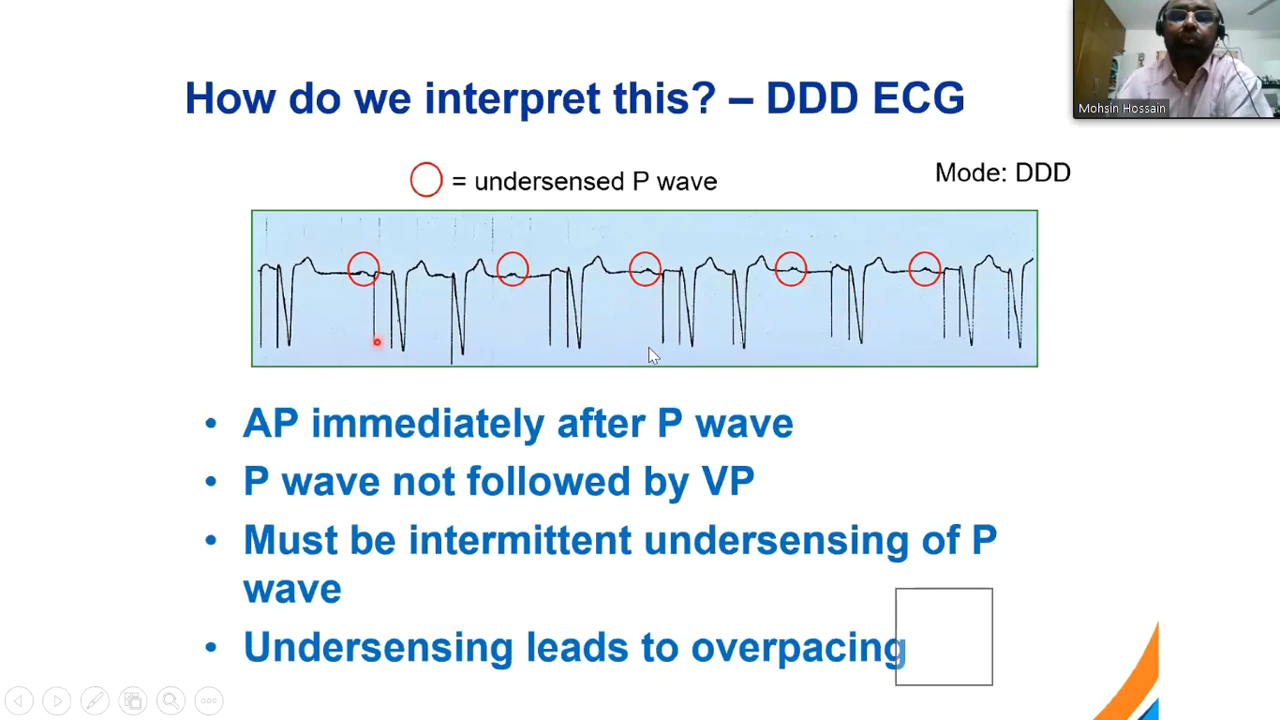 How do we interpret this? – DDD ECG
Mohsin Hossain
= undersensed P wave
Mode: DDD
• AP immediately after P wave
• P wave not followed by VP
• Must be intermittent undersensing of P
wave
• Undersensing leads to overpacing